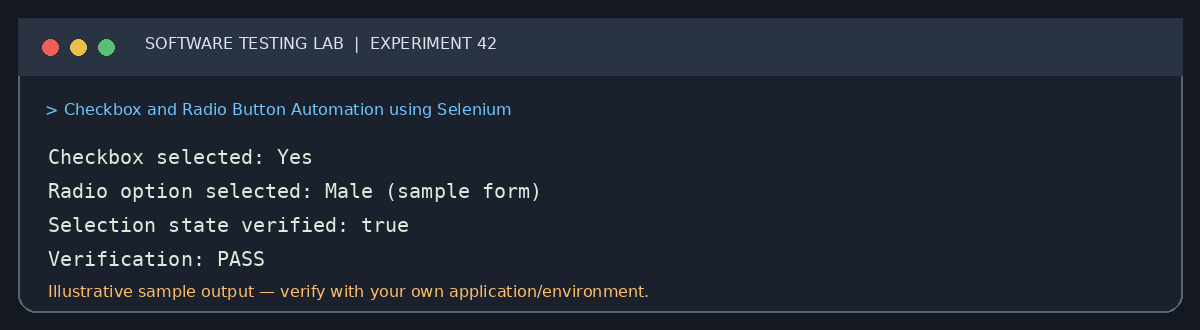 SOFTWARE TESTING LAB | EXPERIMENT 42
> Checkbox and Radio Button Automation using Selenium
Checkbox selected: Yes
Radio option selected: Male (sample form)
Selection state verified: true
Verification: PASS
Illustrative sample output — verify with your own application/environment.